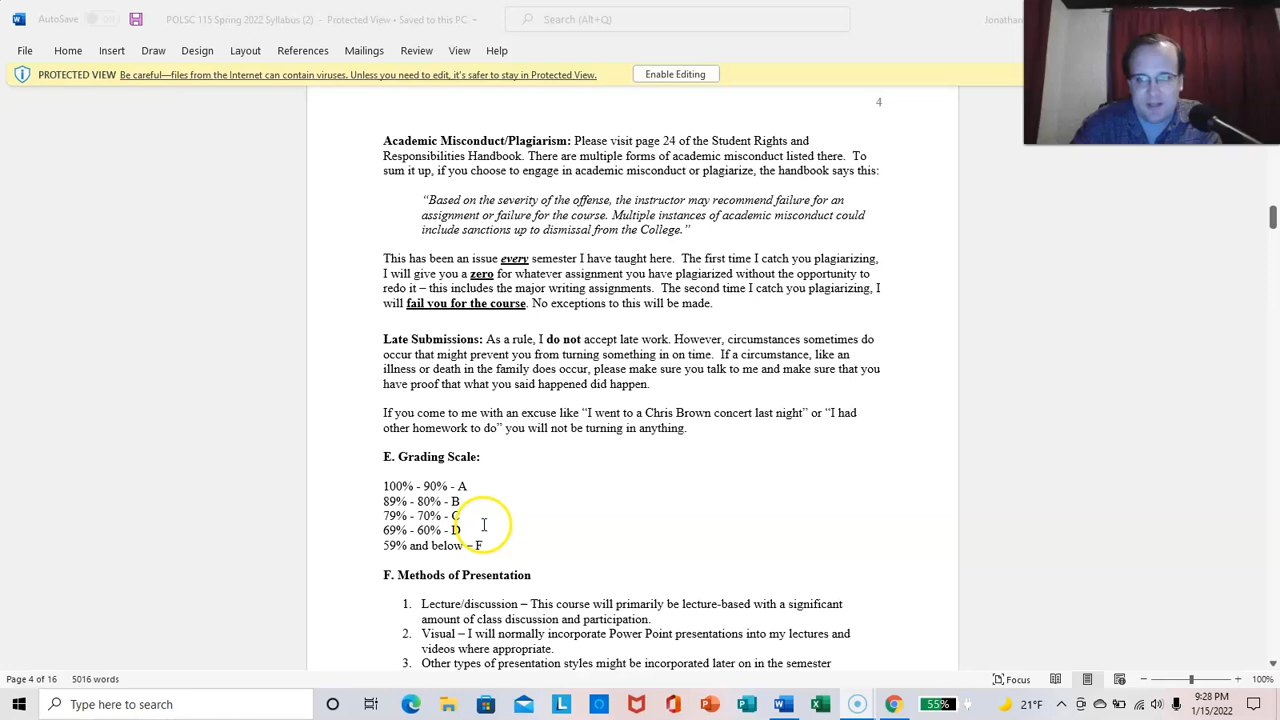 AutoSave Off POLSC 115 Spring 2022 Syllabus (2) - Protected View • Saved to this PC Search (Alt+Q) Jonathan
File Home Insert Draw Design Layout References Mailings Review View Help
PROTECTED VIEW Be careful—files from the Internet can contain viruses. Unless you need to edit, it's safer to stay in Protected View. Enable Editing
4
Academic Misconduct/Plagiarism: Please visit page 24 of the Student Rights and
Responsibilities Handbook. There are multiple forms of academic misconduct listed there. To
sum it up, if you choose to engage in academic misconduct or plagiarize, the handbook says this:
“Based on the severity of the offense, the instructor may recommend failure for an
assignment or failure for the course. Multiple instances of academic misconduct could
include sanctions up to dismissal from the College.”
This has been an issue every semester I have taught here. The first time I catch you plagiarizing,
I will give you a zero for whatever assignment you have plagiarized without the opportunity to
redo it – this includes the major writing assignments. The second time I catch you plagiarizing, I
will fail you for the course. No exceptions to this will be made.
Late Submissions: As a rule, I do not accept late work. However, circumstances sometimes do
occur that might prevent you from turning something in on time. If a circumstance, like an
illness or death in the family does occur, please make sure you talk to me and make sure that you
have proof that what you said happened did happen.
If you come to me with an excuse like “I went to a Chris Brown concert last night” or “I had
other homework to do” you will not be turning in anything.
E. Grading Scale:
100% - 90% - A
89% - 80% - B
79% - 70% - C
69% - 60% - D
59% and below – F
F. Methods of Presentation
1. Lecture/discussion – This course will primarily be lecture-based with a significant
amount of class discussion and participation.
2. Visual – I will normally incorporate Power Point presentations into my lectures and
videos where appropriate.
3. Other types of presentation styles might be incorporated later on in the semester
Page 4 of 16 5016 words Focus 100%
Type here to search 55% 21°F 9:28 PM
1/15/2022